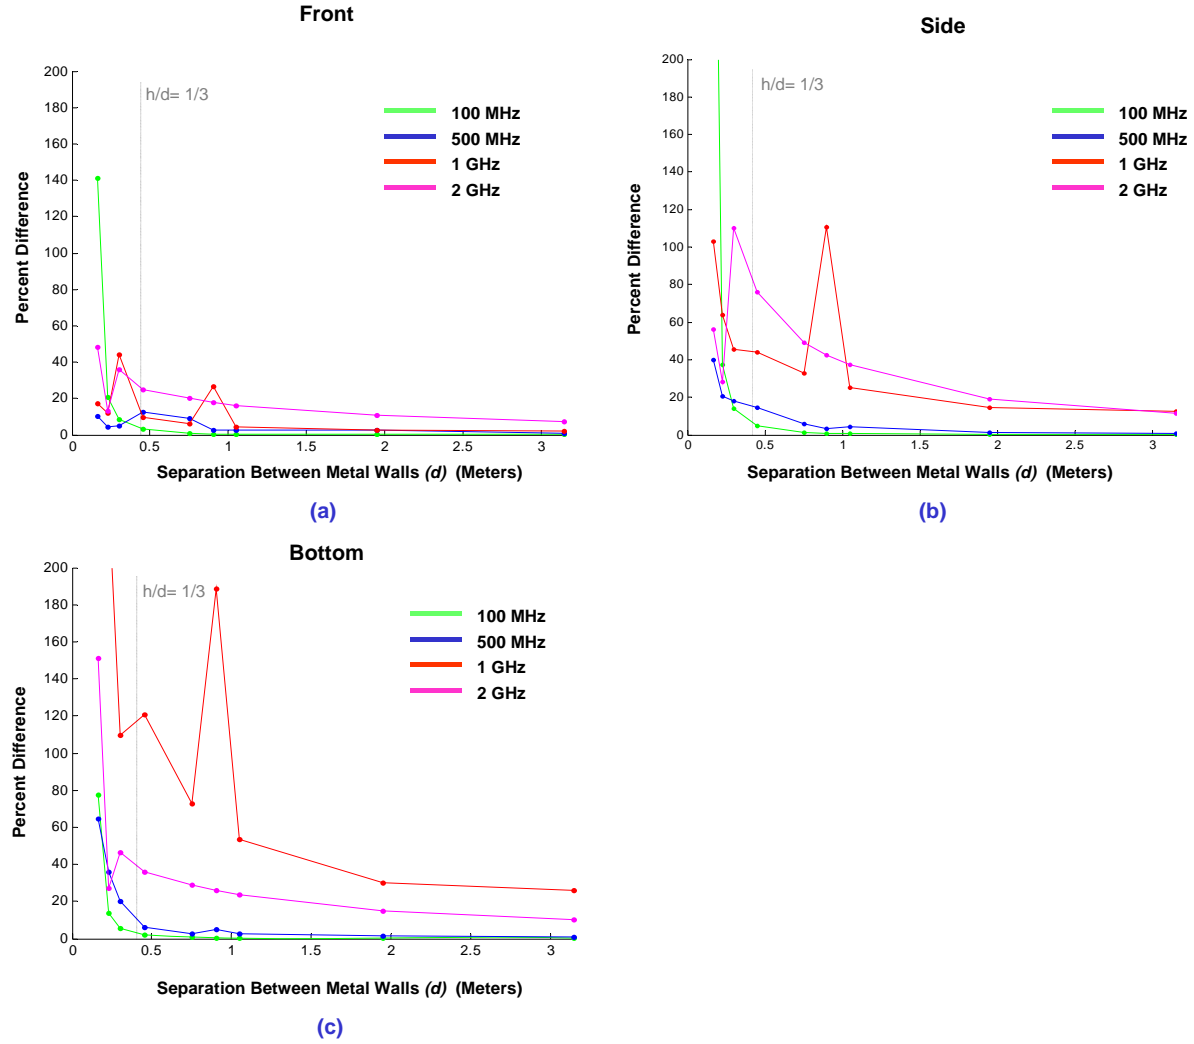 Front
200
180
160
140
120
100
80
60
40
20
0
h/d= 1/3
100 MHz
500 MHz
1 GHz
2 GHz
Percent Difference
0 0.5 1 1.5 2 2.5 3
Separation Between Metal Walls (d) (Meters)
(a)
Side
200
180
160
140
120
100
80
60
40
20
0
h/d= 1/3
100 MHz
500 MHz
1 GHz
2 GHz
Percent Difference
0 0.5 1 1.5 2 2.5 3
Separation Between Metal Walls (d) (Meters)
(b)
Bottom
200
180
160
140
120
100
80
60
40
20
0
h/d= 1/3
100 MHz
500 MHz
1 GHz
2 GHz
Percent Difference
0 0.5 1 1.5 2 2.5 3
Separation Between Metal Walls (d) (Meters)
(c)